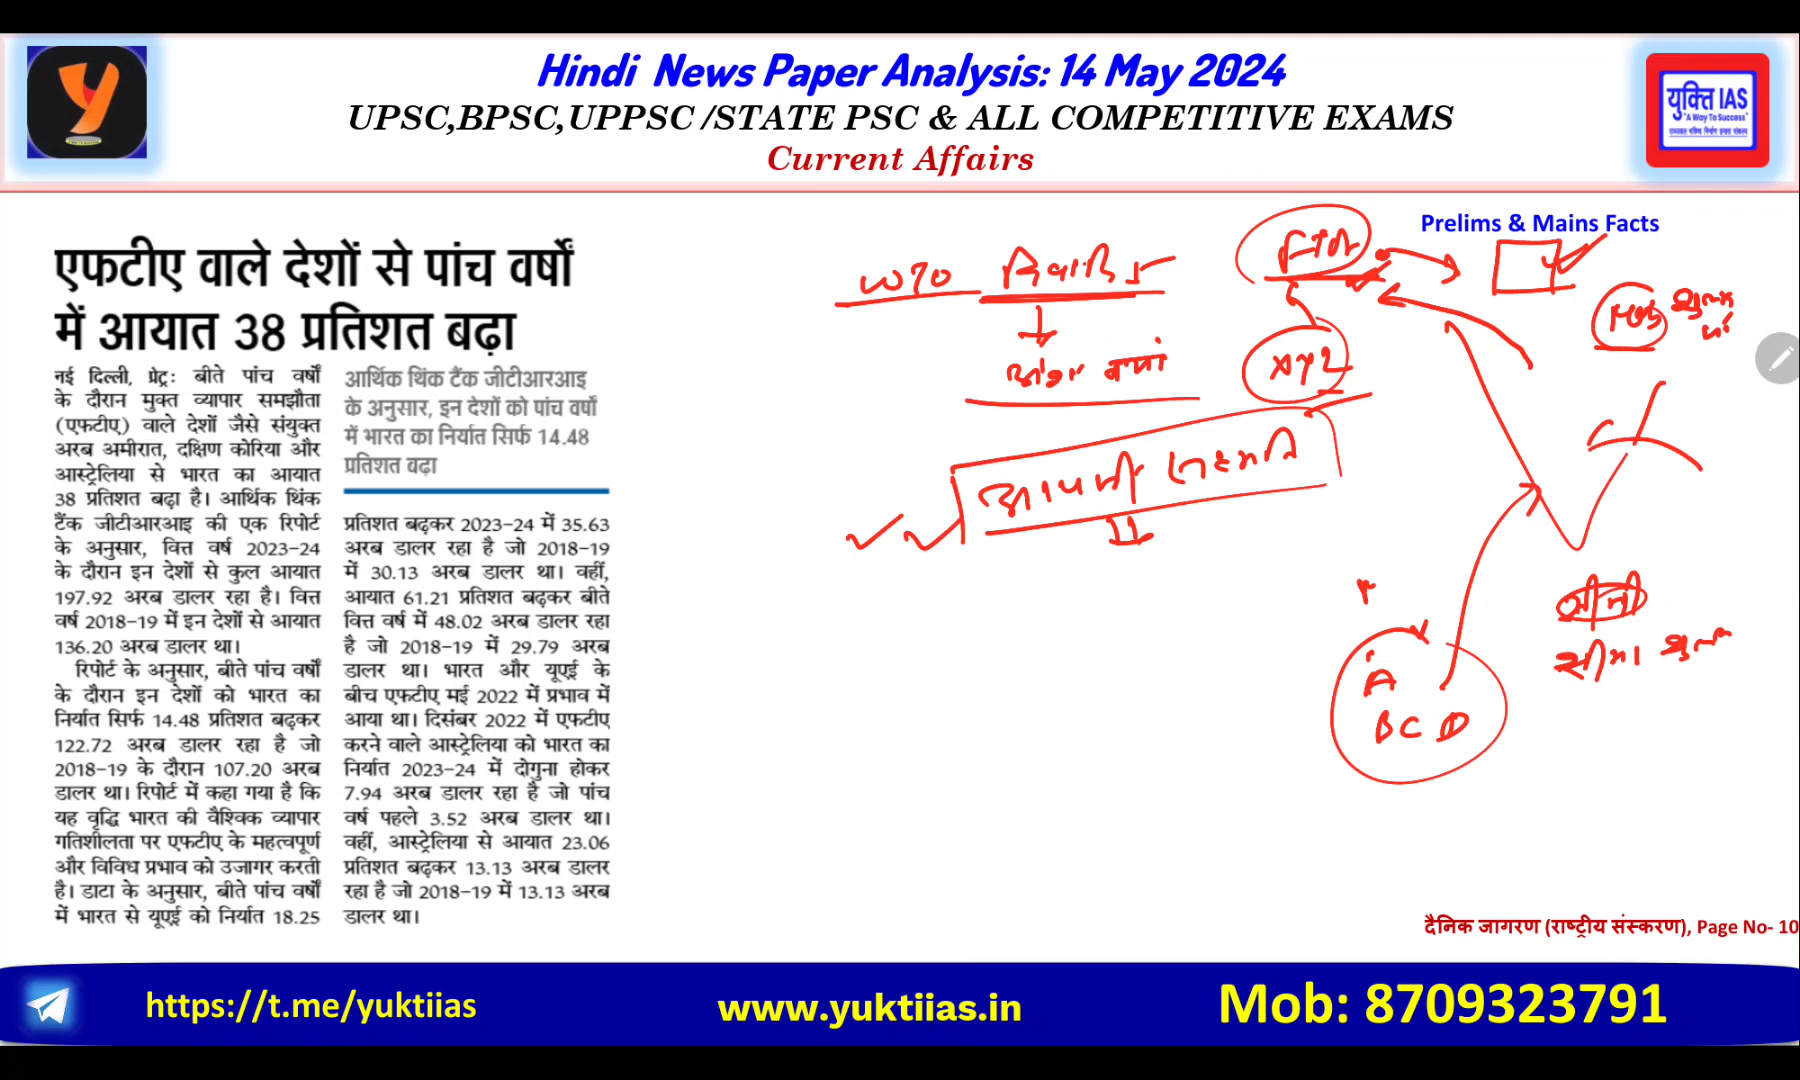 Hindi News Paper Analysis: 14 May 2024
UPSC,BPSC,UPPSC /STATE PSC & ALL COMPETITIVE EXAMS
Current Affairs
युक्ति IAS
"A Way To Success"
Prelims & Mains Facts
एफटीए वाले देशों से पांच वर्षों
में आयात 38 प्रतिशत बढ़ा
नई दिल्ली, प्रेट्र: बीते पांच वर्षों
के दौरान मुक्त व्यापार समझौता
(एफटीए) वाले देशों जैसे संयुक्त
अरब अमीरात, दक्षिण कोरिया और
आस्ट्रेलिया से भारत का आयात
38 प्रतिशत बढ़ा है। आर्थिक थिंक
टैंक जीटीआरआइ की एक रिपोर्ट
के अनुसार, वित्त वर्ष 2023-24
के दौरान इन देशों से कुल आयात
197.92 अरब डालर रहा है। वित्त
वर्ष 2018-19 में इन देशों से आयात
136.20 अरब डालर था।
रिपोर्ट के अनुसार, बीते पांच वर्षों
के दौरान इन देशों को भारत का
निर्यात सिर्फ 14.48 प्रतिशत बढ़कर
122.72 अरब डालर रहा है जो
2018-19 के दौरान 107.20 अरब
डालर था। रिपोर्ट में कहा गया है कि
यह वृद्धि भारत की वैश्विक व्यापार
गतिशीलता पर एफटीए के महत्वपूर्ण
और विविध प्रभाव को उजागर करती
है। डाटा के अनुसार, बीते पांच वर्षों
में भारत से यूएई को निर्यात 18.25
आर्थिक थिंक टैंक जीटीआरआइ
के अनुसार, इन देशों को पांच वर्षों
में भारत का निर्यात सिर्फ 14.48
प्रतिशत बढ़ा
प्रतिशत बढ़कर 2023-24 में 35.63
अरब डालर रहा है जो 2018-19
में 30.13 अरब डालर था। वहीं,
आयात 61.21 प्रतिशत बढ़कर बीते
वित्त वर्ष में 48.02 अरब डालर रहा
है जो 2018-19 में 29.79 अरब
डालर था। भारत और यूएई के
बीच एफटीए मई 2022 में प्रभाव में
आया था। दिसंबर 2022 में एफटीए
करने वाले आस्ट्रेलिया को भारत का
निर्यात 2023-24 में दोगुना होकर
7.94 अरब डालर रहा है जो पांच
वर्ष पहले 3.52 अरब डालर था।
वहीं, आस्ट्रेलिया से आयात 23.06
प्रतिशत बढ़कर 13.13 अरब डालर
रहा है जो 2018-19 में 13.13 अरब
डालर था।
WTO
FTA
XYZ
आपसी सहमति
सीमा शुल्क
A
B C D
दैनिक जागरण (राष्ट्रीय संस्करण), Page No- 10
https://t.me/yuktiias
www.yuktiias.in
Mob: 8709323791